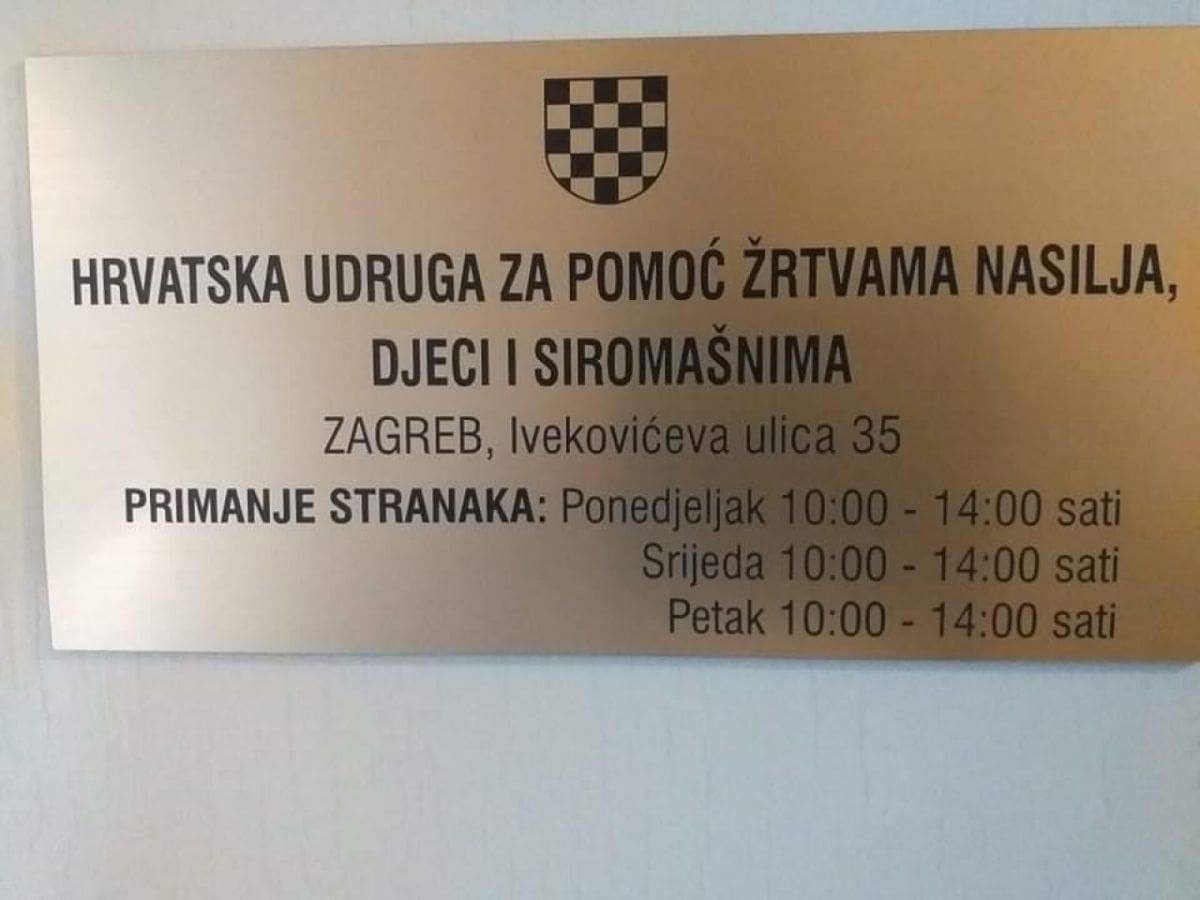 HRVATSKA UDRUGA ZA POMOĆ ŽRTVAMA NASILJA,
DJECI I SIROMAŠNIMA
ZAGREB, Ivekovićeva ulica 35
PRIMANJE STRANAKA: Ponedjeljak 10:00 - 14:00 sati
Srijeda 10:00 - 14:00 sati
Petak 10:00 - 14:00 sati